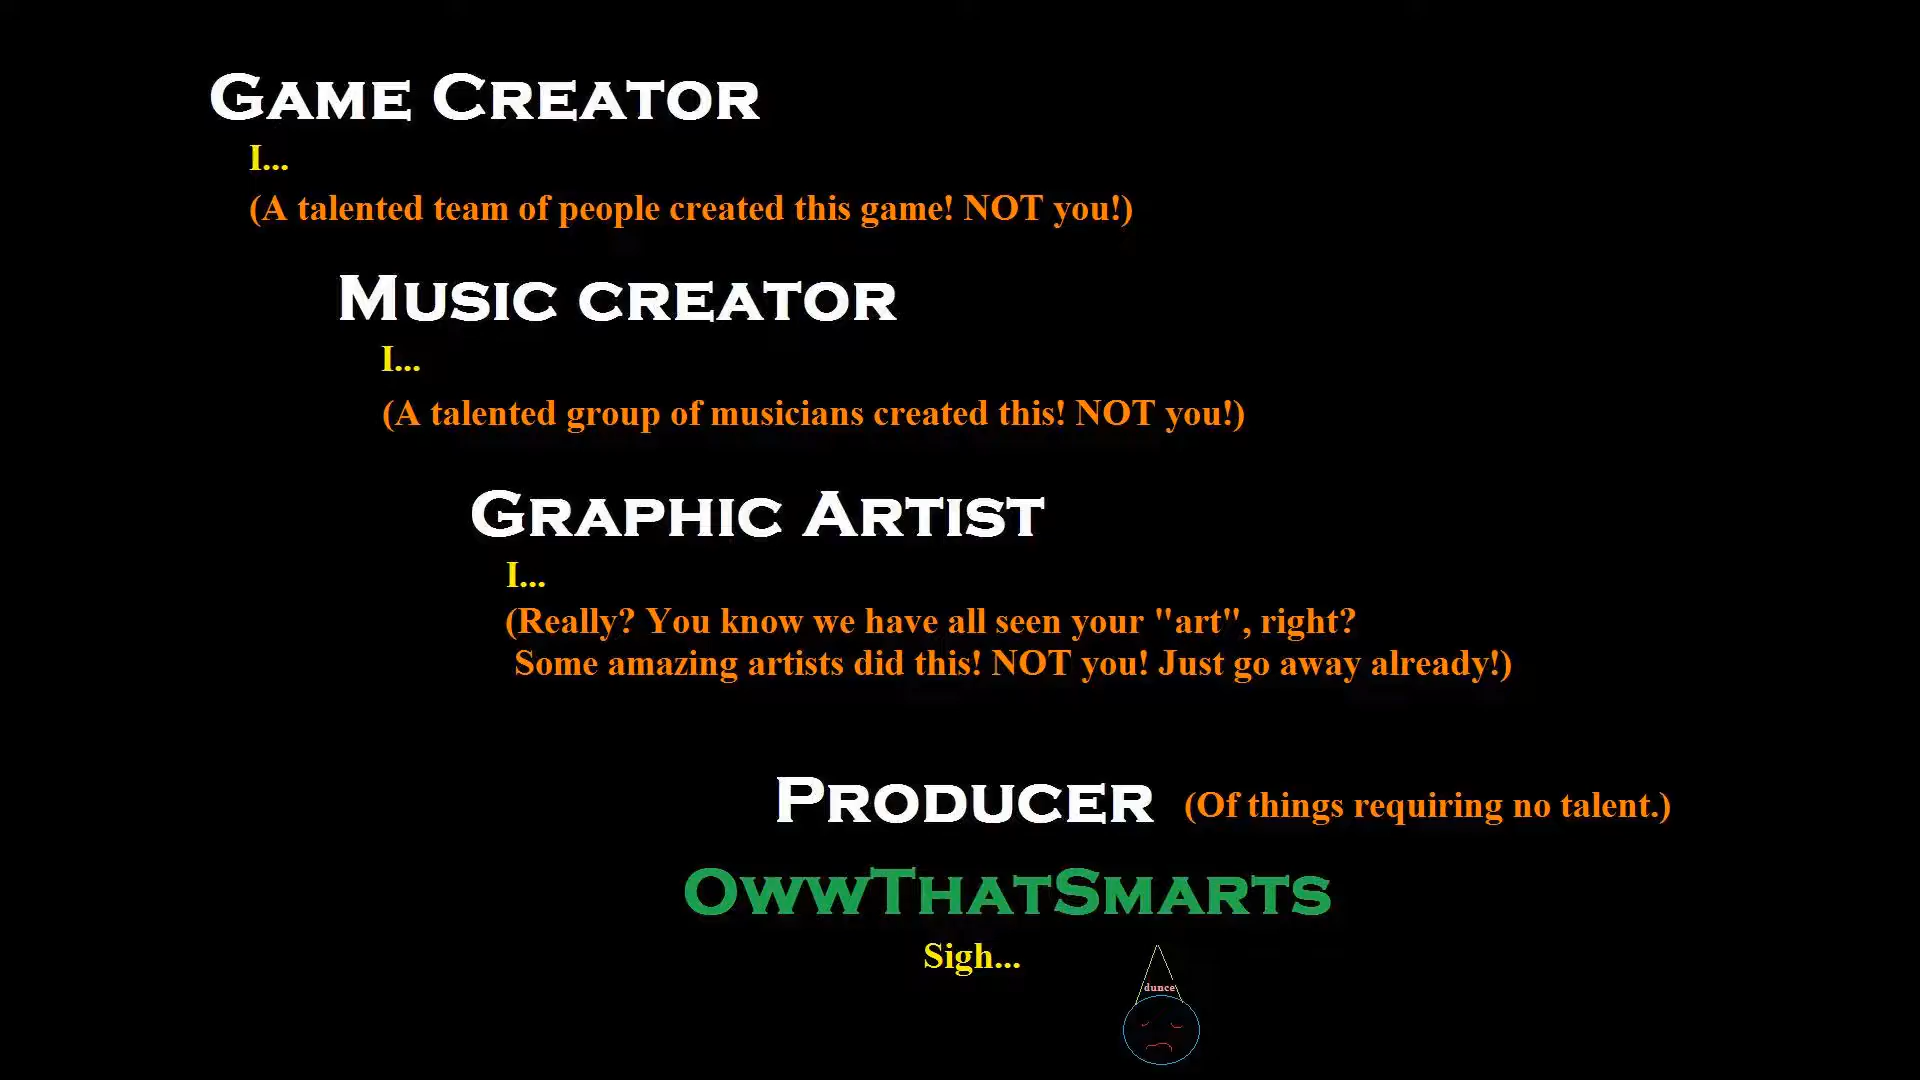 Game Creator
I...
(A talented team of people created this game! NOT you!)
Music creator
I...
(A talented group of musicians created this! NOT you!)
Graphic Artist
I...
(Really? You know we have all seen your "art", right?
Some amazing artists did this! NOT you! Just go away already!)
Producer (Of things requiring no talent.)
OwwThatSmarts
Sigh...
dunce